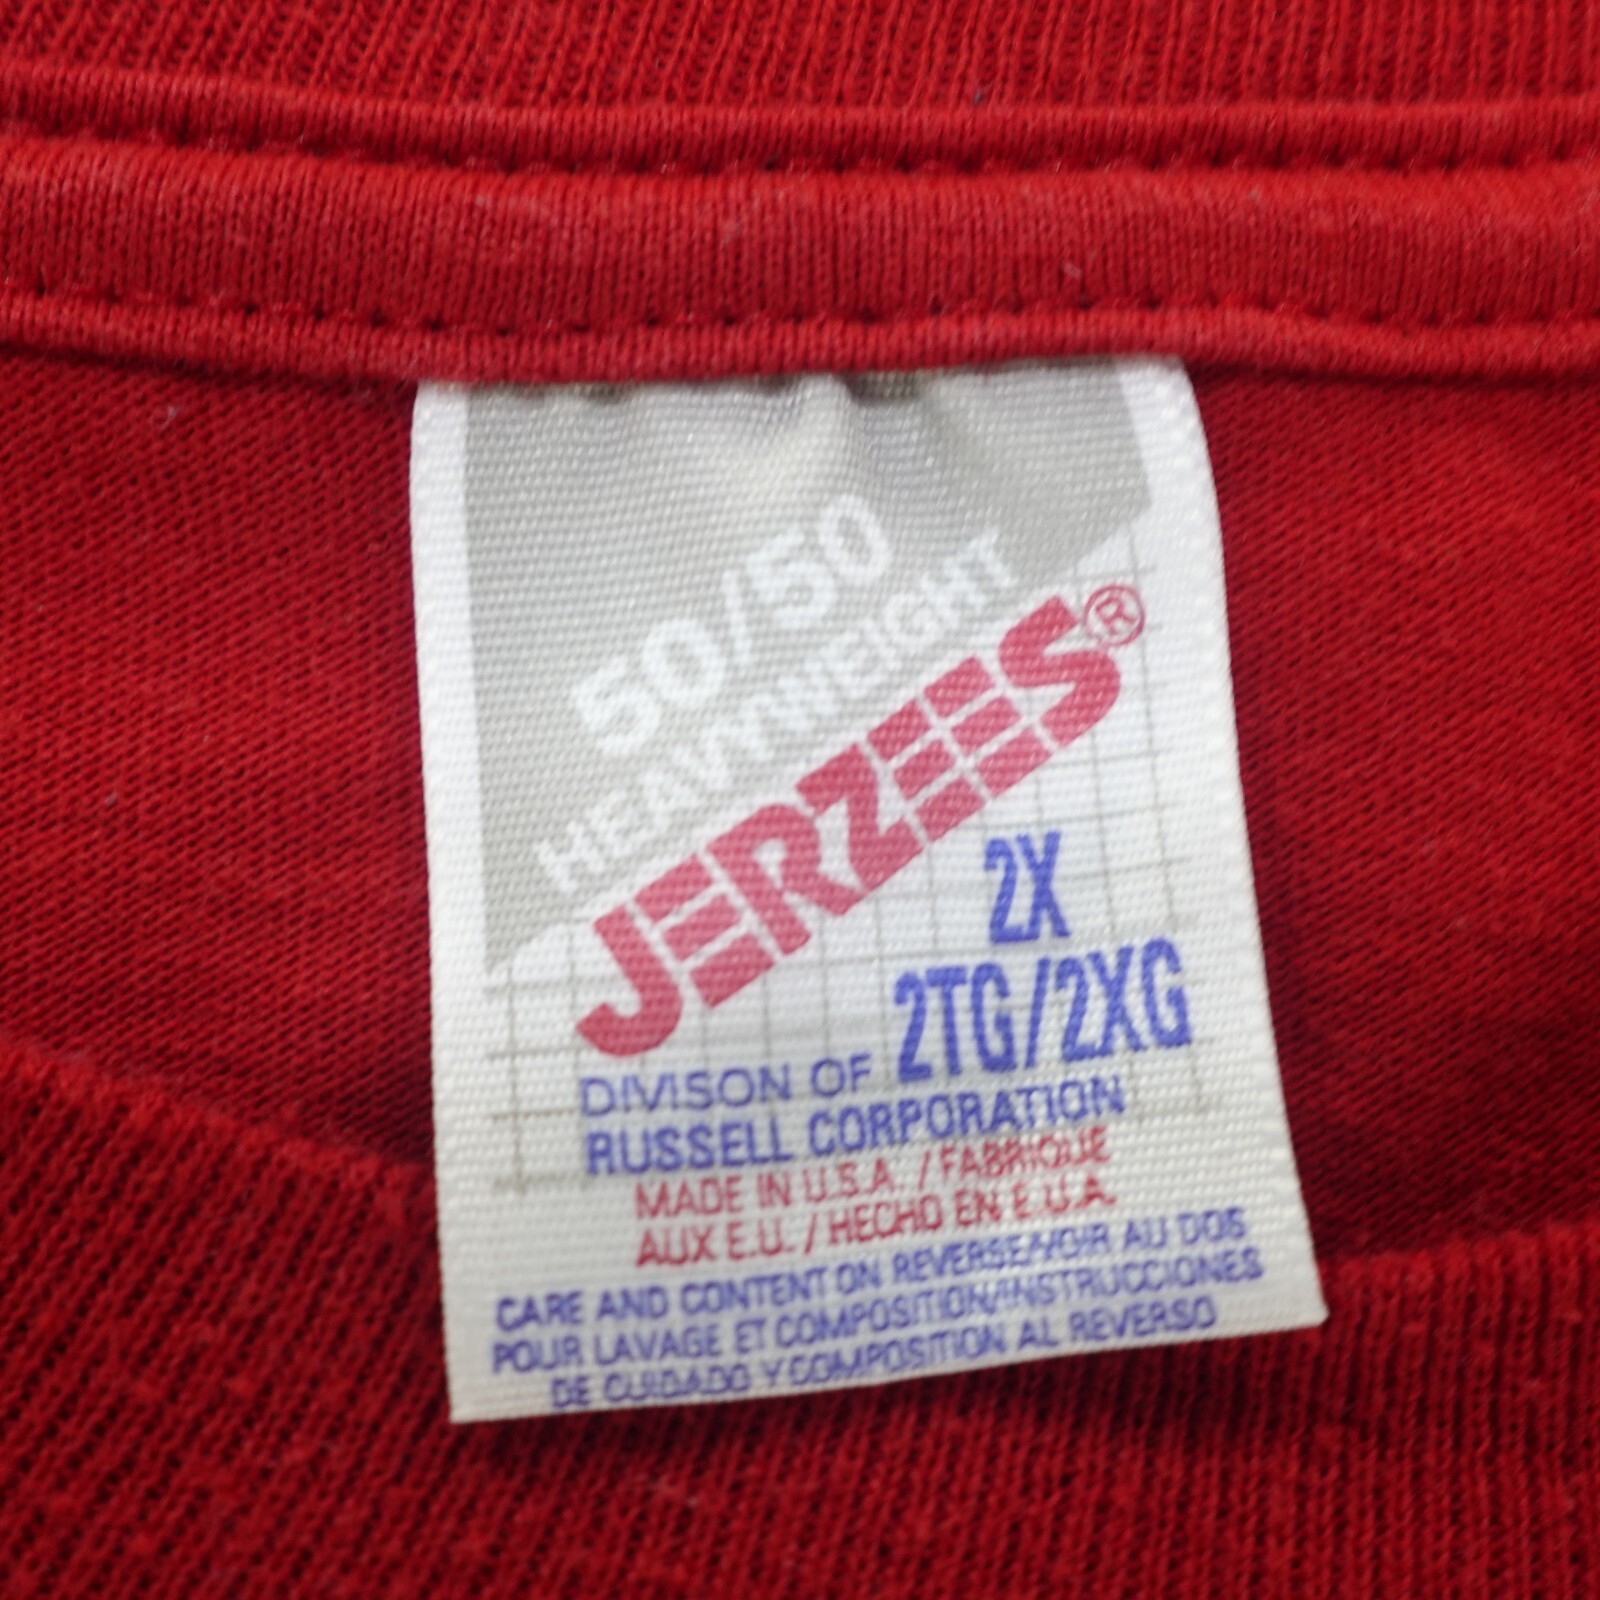 50/50
HEAVYWEIGHT
JERZEES®
2X
2TG/2XG
DIVISON OF
RUSSELL CORPORATION
MADE IN U.S.A. / FABRIQUE
AUX E.U. / HECHO EN E.U.A.
CARE AND CONTENT ON REVERSE/VOIR AU DOS
POUR LAVAGE ET COMPOSITION/INSTRUCCIONES
DE CUIDADO Y COMPOSITION AL REVERSO